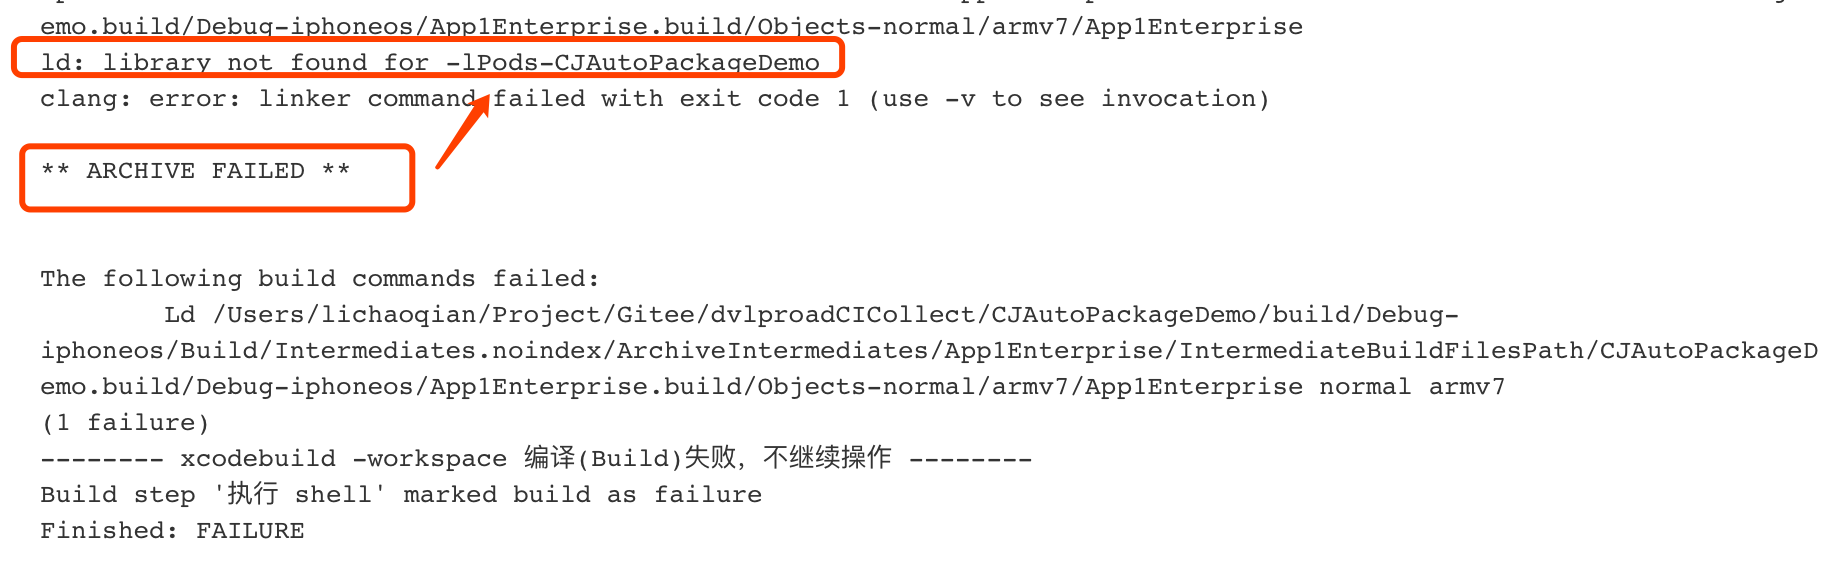 emo.build/Debug-iphoneos/App1Enterprise.build/Objects-normal/armv7/App1Enterprise
ld: library not found for -lPods-CJAutoPackageDemo
clang: error: linker command failed with exit code 1 (use -v to see invocation)
** ARCHIVE FAILED **
The following build commands failed:
Ld /Users/lichaoqian/Project/Gitee/dvlproadCICollect/CJAutoPackageDemo/build/Debug-
iphoneos/Build/Intermediates.noindex/ArchiveIntermediates/App1Enterprise/IntermediateBuildFilesPath/CJAutoPackageD
emo.build/Debug-iphoneos/App1Enterprise.build/Objects-normal/armv7/App1Enterprise normal armv7
(1 failure)
-------- xcodebuild -workspace 编译(Build)失败，不继续操作 --------
Build step '执行 shell' marked build as failure
Finished: FAILURE